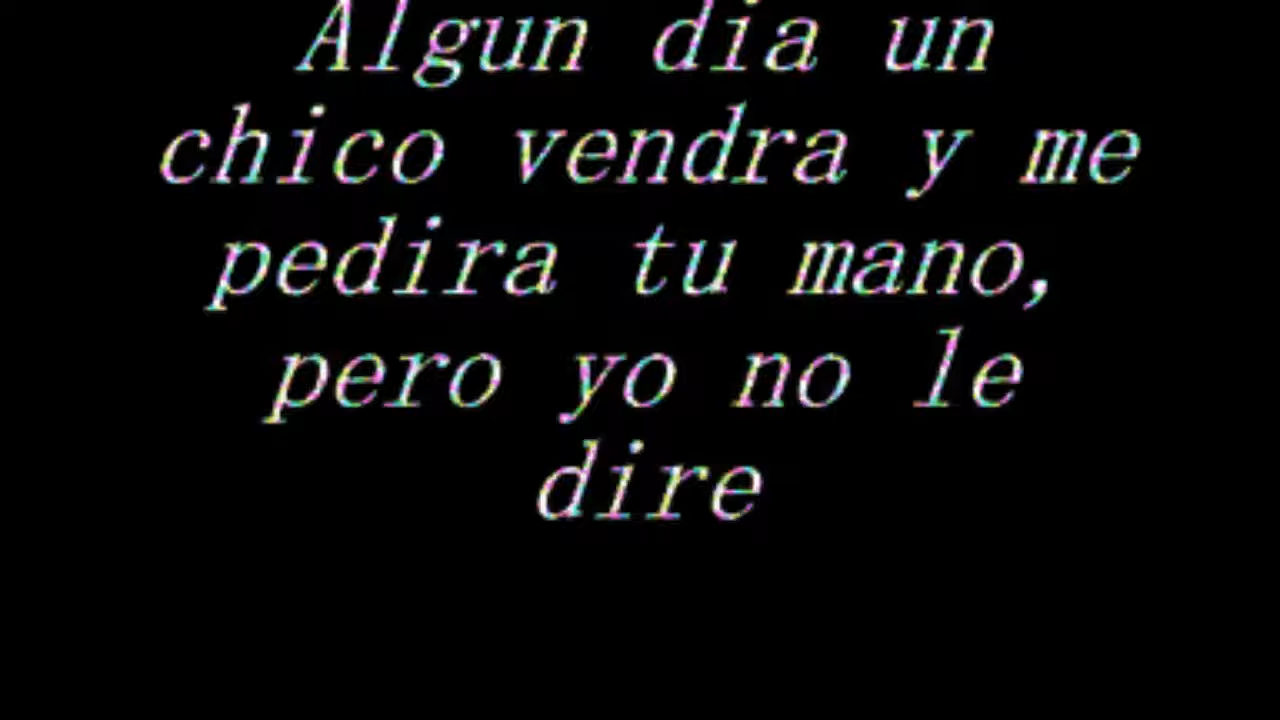 Algun dia un
chico vendra y me
pedira tu mano,
pero yo no le
dire